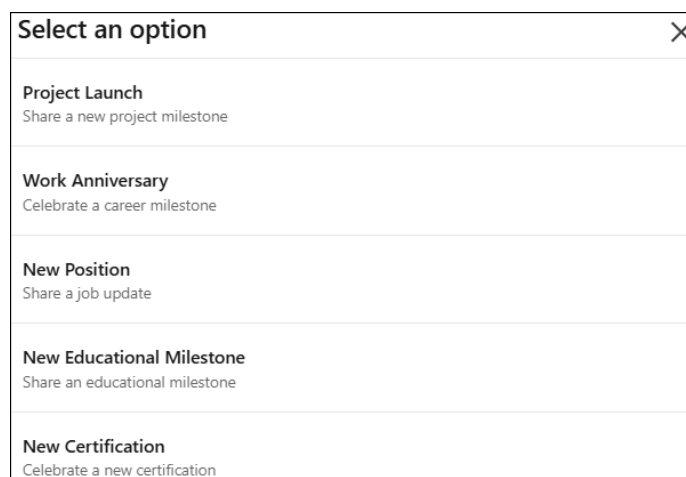 Select an option
Project Launch
Share a new project milestone
Work Anniversary
Celebrate a career milestone
New Position
Share a job update
New Educational Milestone
Share an educational milestone
New Certification
Celebrate a new certification